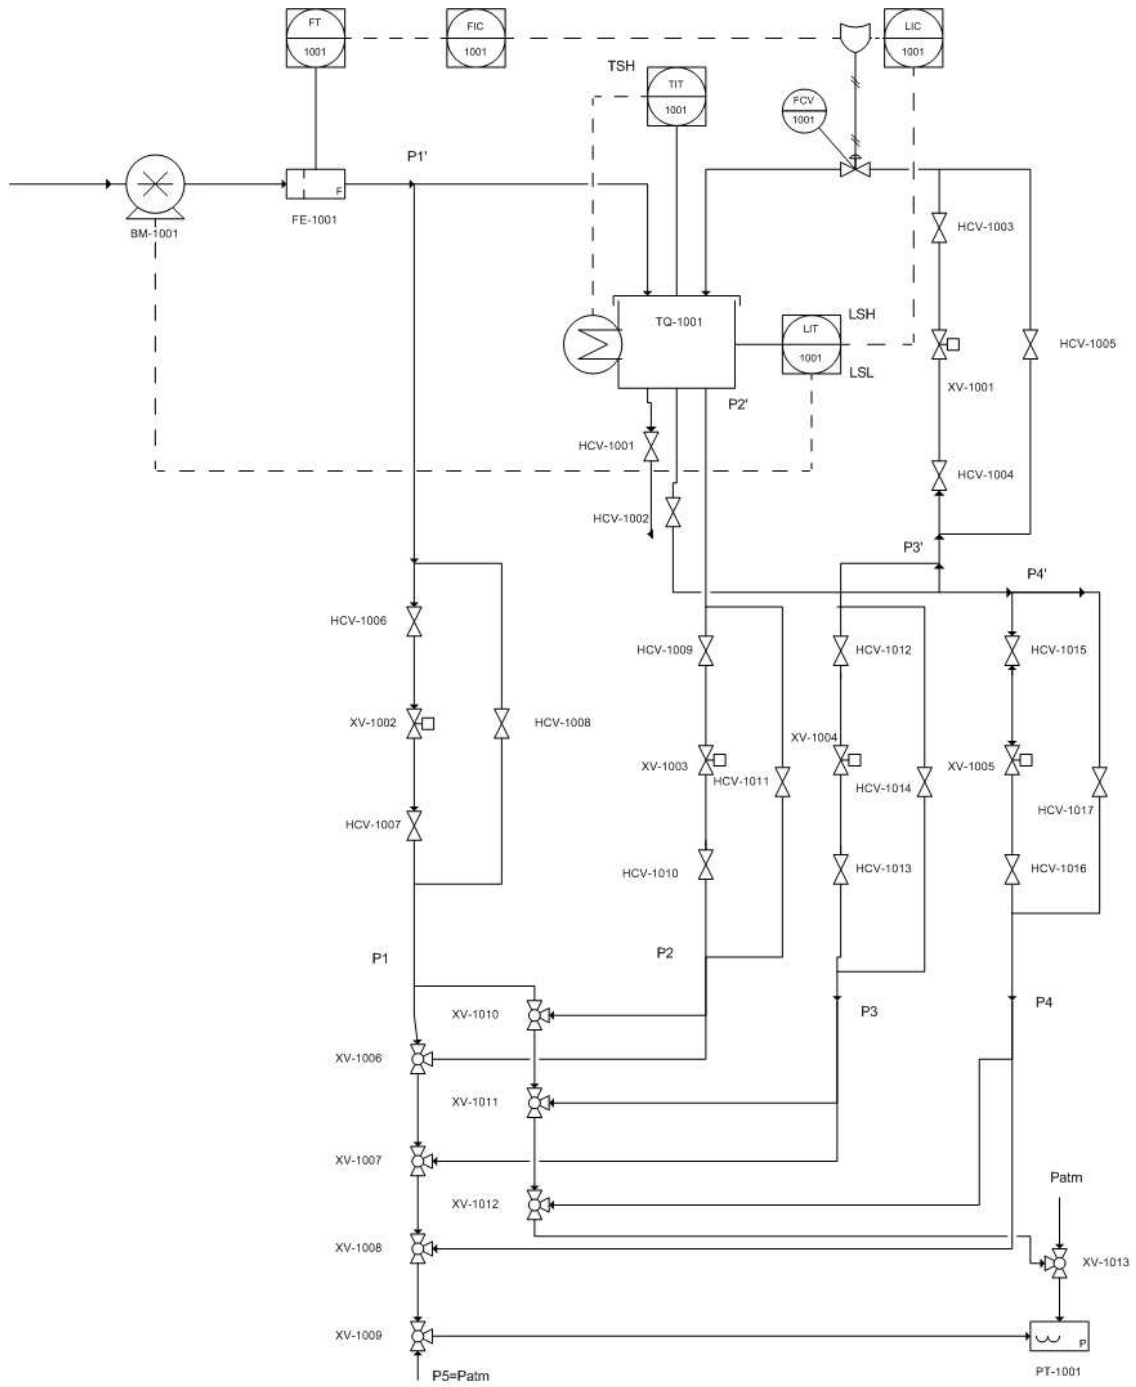 FT
1001
FIC
1001
LIC
1001
TSH
TIT
1001
FCV
1001
P1'
F
FE-1001
BM-1001
HCV-1003
TQ-1001
LIT
1001
LSH
LSL
HCV-1005
XV-1001
P2'
HCV-1001
HCV-1004
HCV-1002
P3'
P4'
HCV-1006
HCV-1009
HCV-1012
HCV-1015
XV-1002
HCV-1008
XV-1004
XV-1003
HCV-1011
HCV-1014
XV-1005
HCV-1017
HCV-1007
HCV-1010
HCV-1013
HCV-1016
P1
P2
P3
P4
XV-1010
XV-1006
XV-1011
XV-1007
XV-1012
Patm
XV-1008
XV-1013
XV-1009
P
P5=Patm
PT-1001